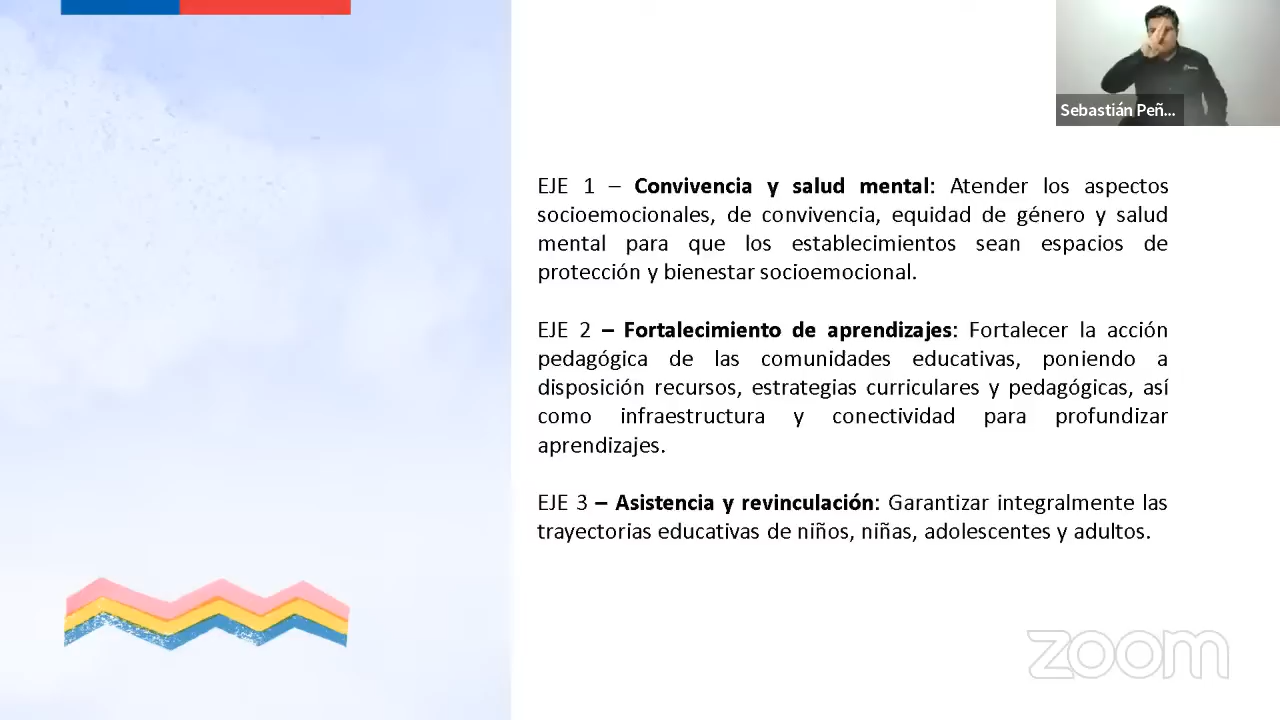 Sebastián Peñ...
EJE 1 – Convivencia y salud mental: Atender los aspectos
socioemocionales, de convivencia, equidad de género y salud
mental para que los establecimientos sean espacios de
protección y bienestar socioemocional.
EJE 2 – Fortalecimiento de aprendizajes: Fortalecer la acción
pedagógica de las comunidades educativas, poniendo a
disposición recursos, estrategias curriculares y pedagógicas, así
como infraestructura y conectividad para profundizar
aprendizajes.
EJE 3 – Asistencia y revinculación: Garantizar integralmente las
trayectorias educativas de niños, niñas, adolescentes y adultos.
zoom